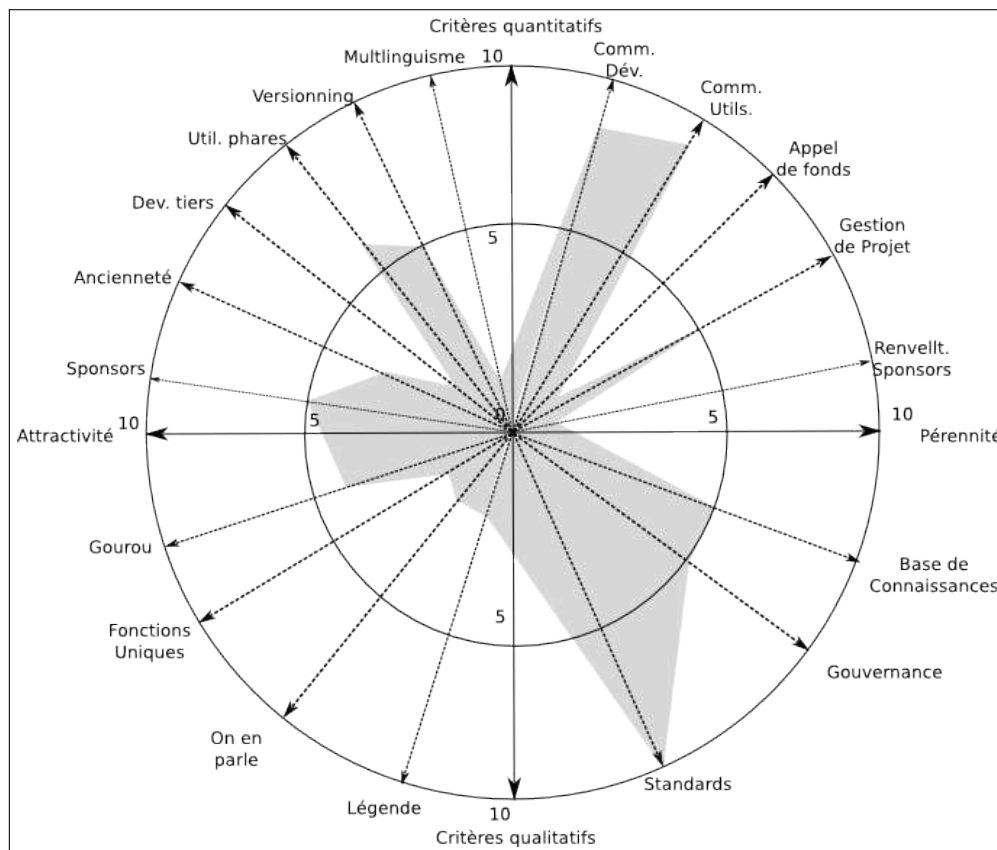 Critères quantitatifs
10
Multlinguisme
Comm.
Dév.
Versionning
Comm.
Utils.
Util. phares
Appel
de fonds
Dev. tiers
Gestion
de Projet
5
Ancienneté
Sponsors
Renvellt.
Sponsors
10
5
0
5
10
Attractivité
Pérennité
Gourou
Base de
Connaissances
5
Fonctions
Uniques
Gouvernance
On en
parle
Standards
Légende
10
Critères qualitatifs